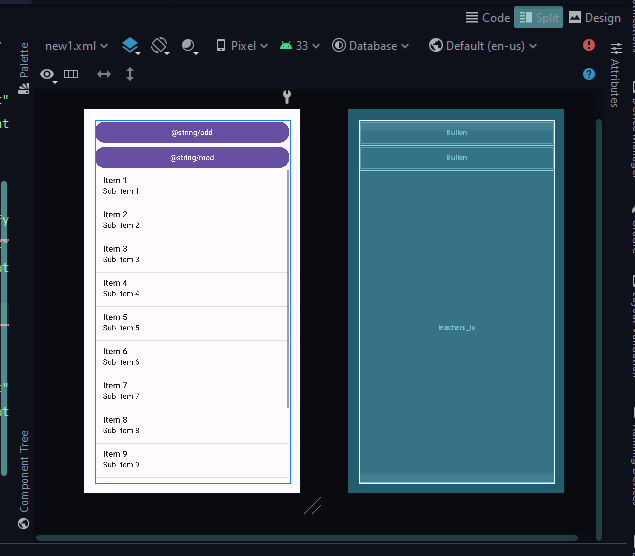 Code Split Design
new1.xml Pixel 33 Database Default (en-us)
Palette
Attributes
@string/add
@string/mod
Item 1
Sub Item 1
Item 2
Sub Item 2
Item 3
Sub Item 3
Item 4
Sub Item 4
Item 5
Sub Item 5
Item 6
Sub Item 6
Item 7
Sub Item 7
Item 8
Sub Item 8
Item 9
Sub Item 9
Button
Button
teachers_lv
Component Tree